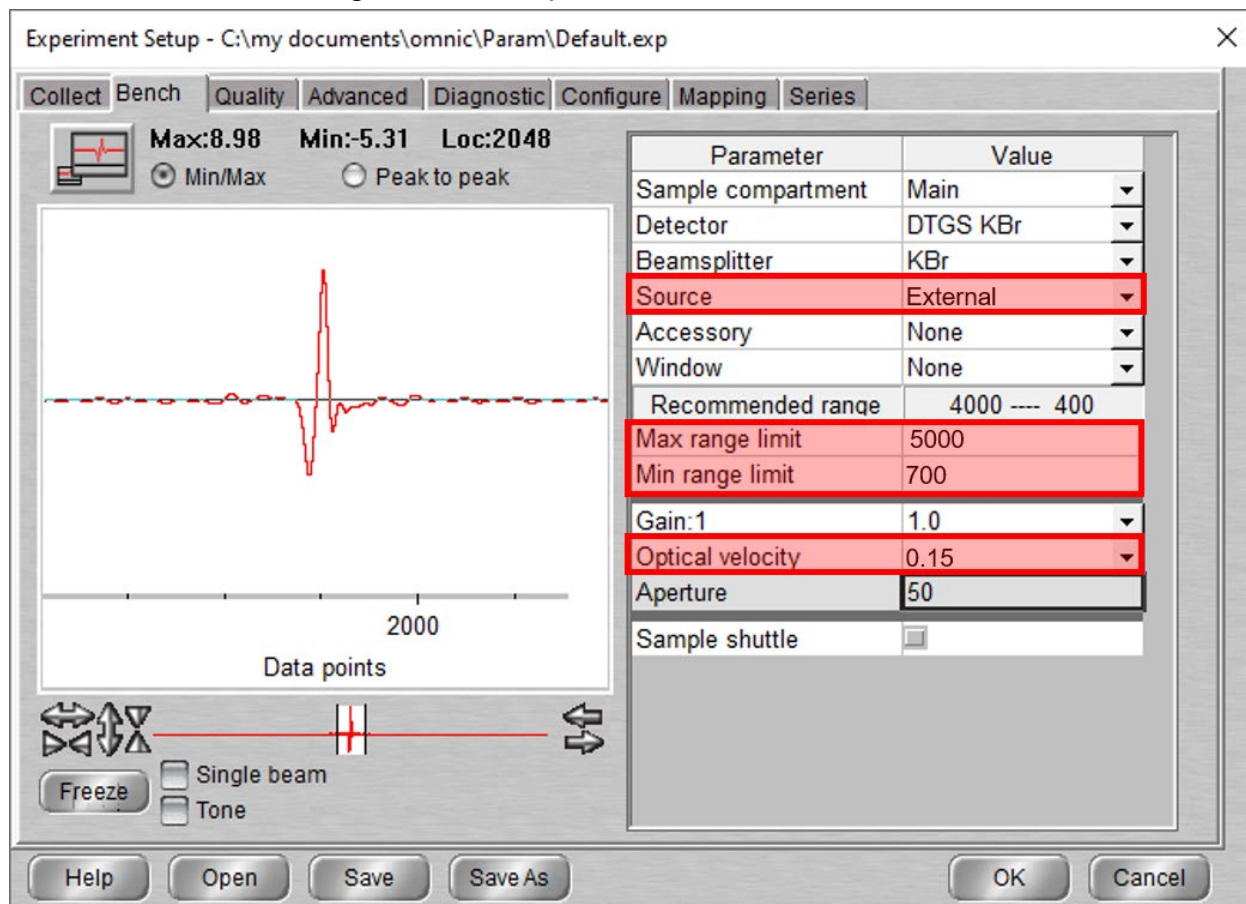 Experiment Setup - C:\my documents\omnic\Param\Default.exp
Collect Bench Quality Advanced Diagnostic Configure Mapping Series
Max:8.98 Min:-5.31 Loc:2048
Min/Max Peak to peak
Parameter Value
Sample compartment Main
Detector DTGS KBr
Beamsplitter KBr
Source External
Accessory None
Window None
Recommended range 4000 ---- 400
Max range limit 5000
Min range limit 700
Gain:1 1.0
Optical velocity 0.15
Aperture 50
Sample shuttle
2000
Data points
Single beam
Freeze
Tone
Help Open Save Save As OK Cancel